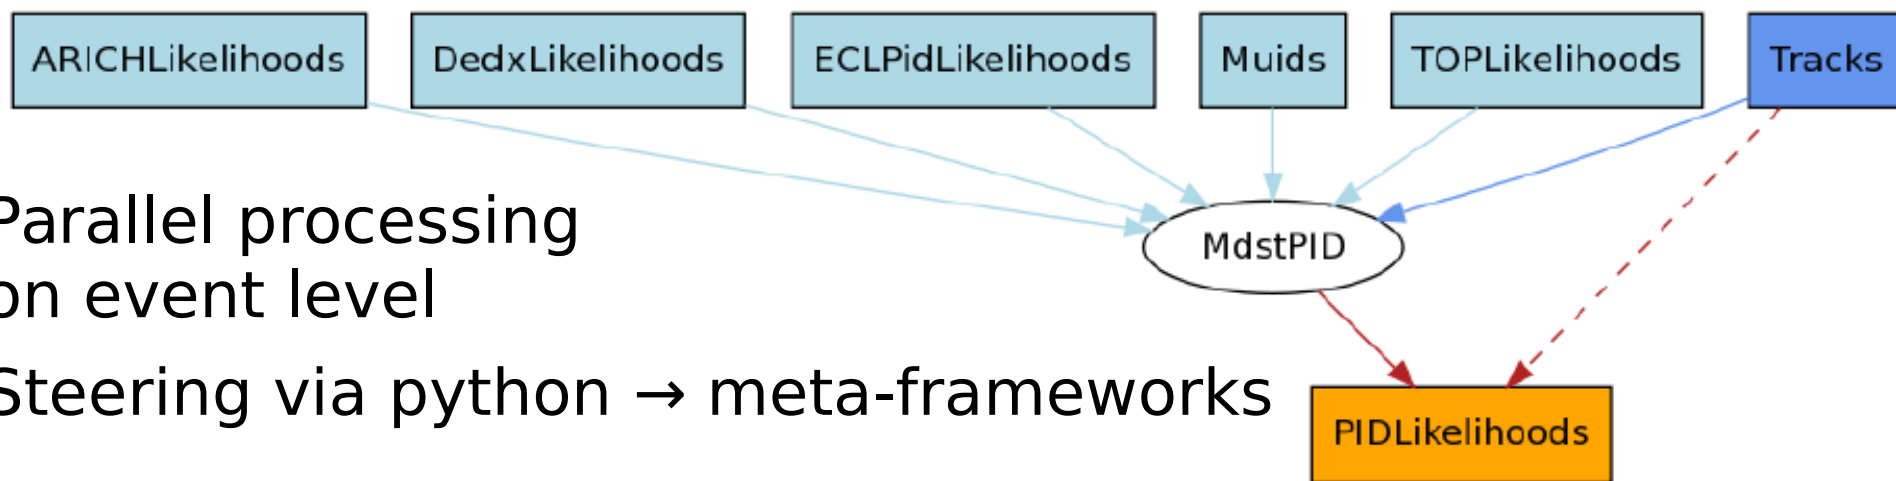 ARICHLikelihoods DedxLikelihoods ECLPidLikelihoods Muids TOPLikelihoods Tracks
Parallel processing
MdstPID
on event level
Steering via python → meta-frameworks
PIDLikelihoods